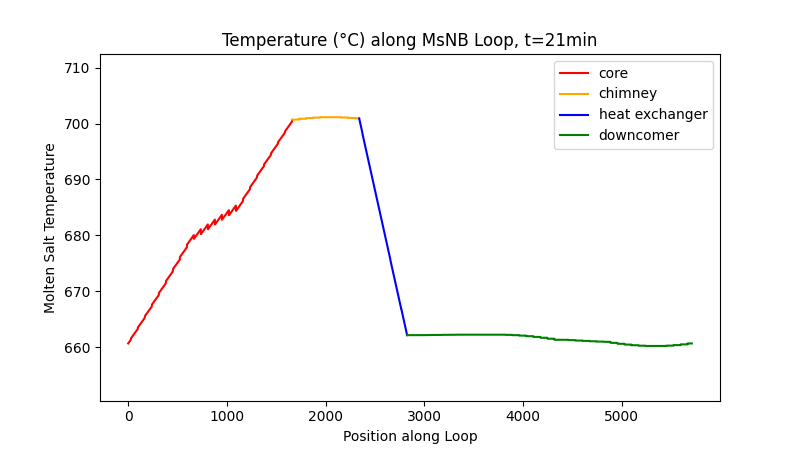 Temperature (°C) along MsNB Loop, t=21min
710
700
690
680
670
660
Molten Salt Temperature
core
chimney
heat exchanger
downcomer
0 1000 2000 3000 4000 5000
Position along Loop